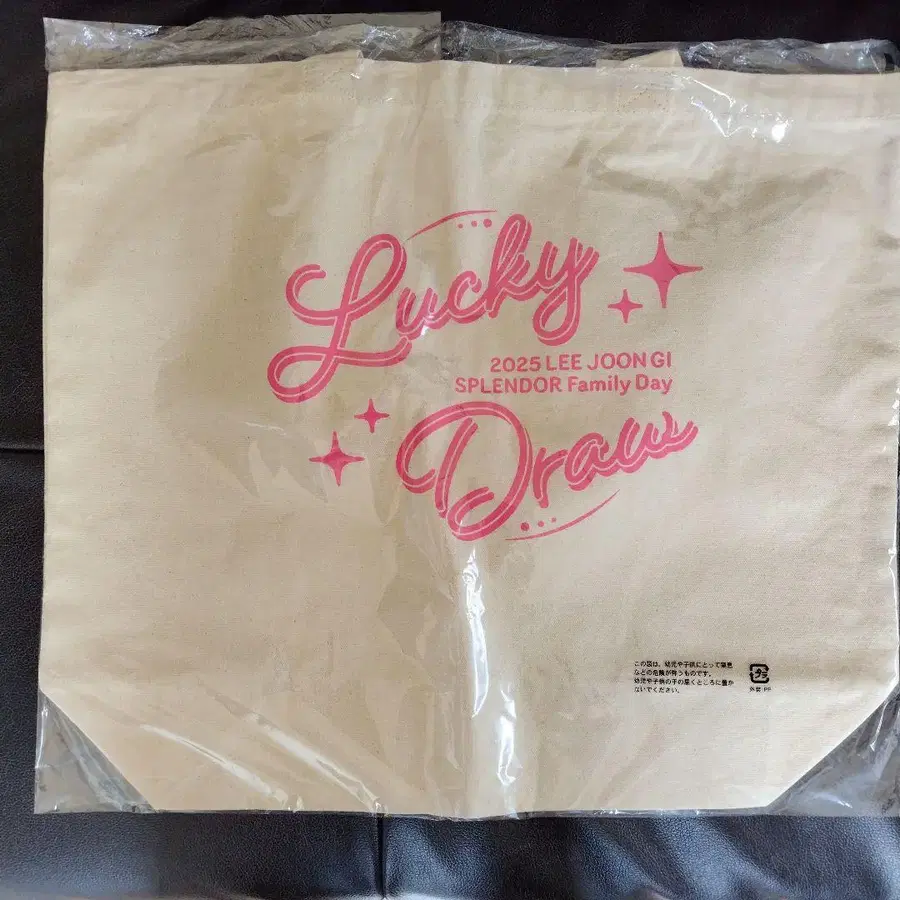 Lucky
2025 LEE JOON GI
SPLENDOR Family Day
Draw
この図は、幼児や子供にとって窒息
などの危険が伴うものです。
幼児や子供の手の届くところに置か
ないでください。
プラ
外装:PP